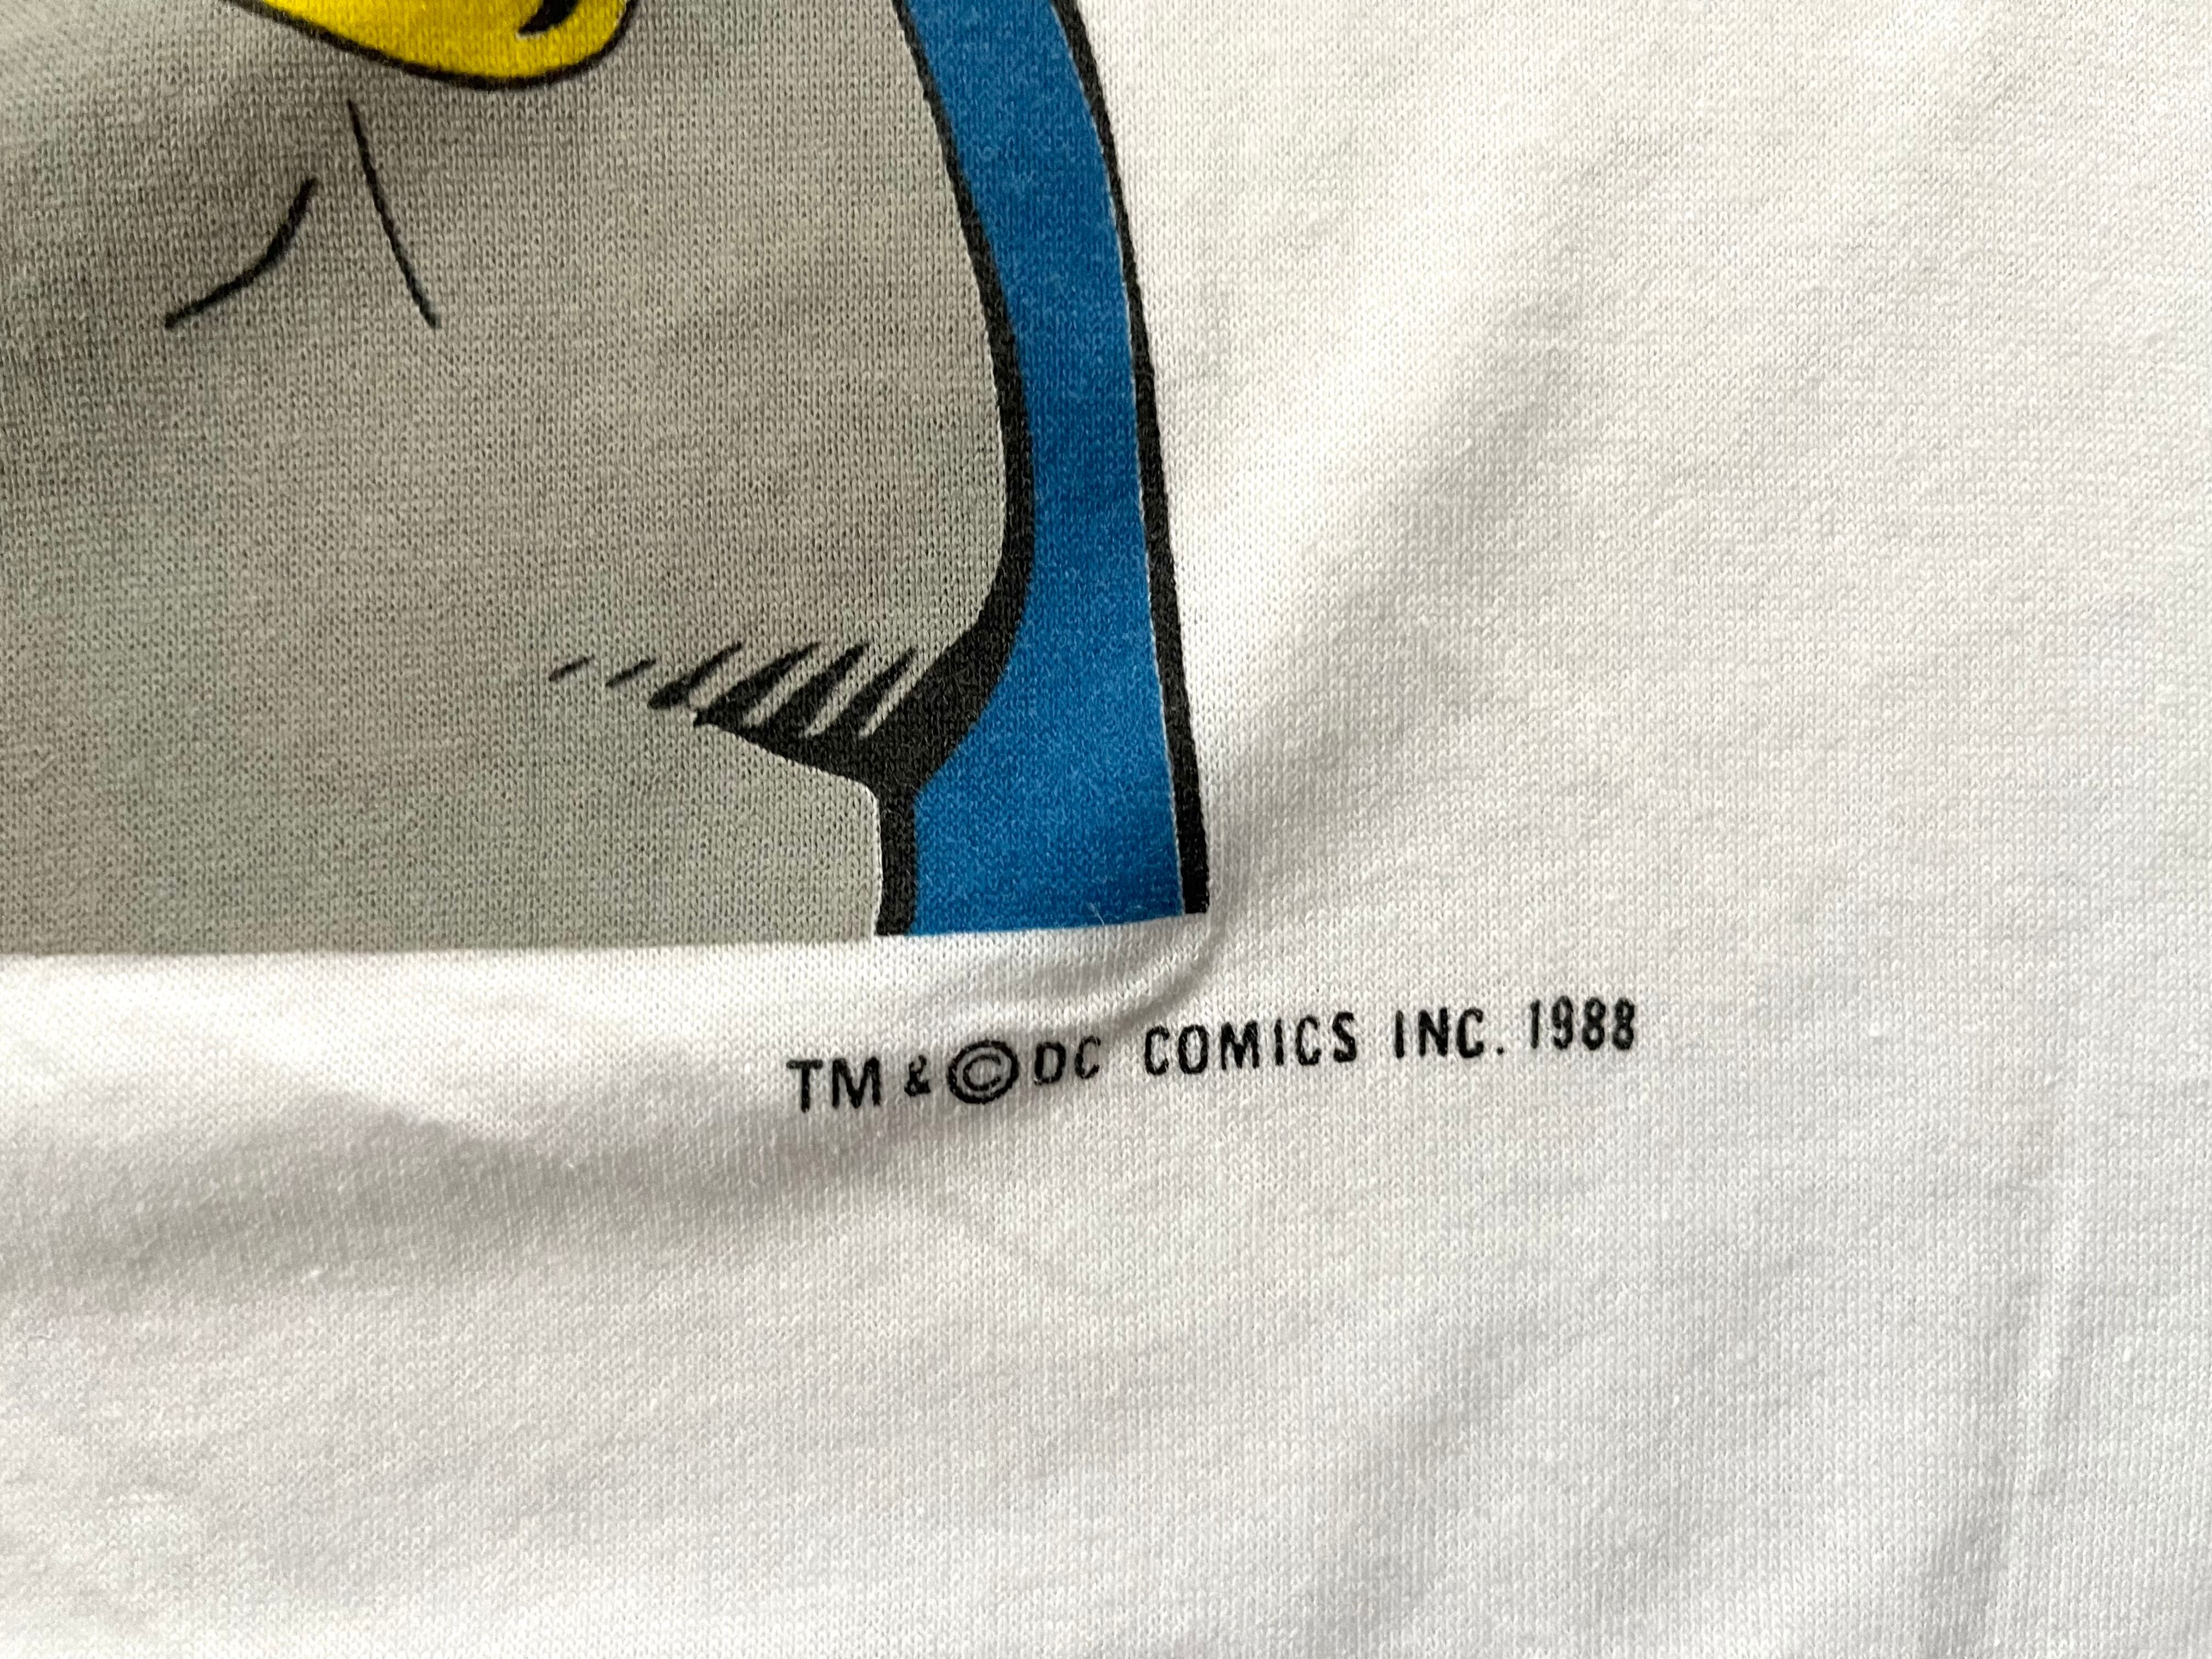 TM & © DC COMICS INC. 1988